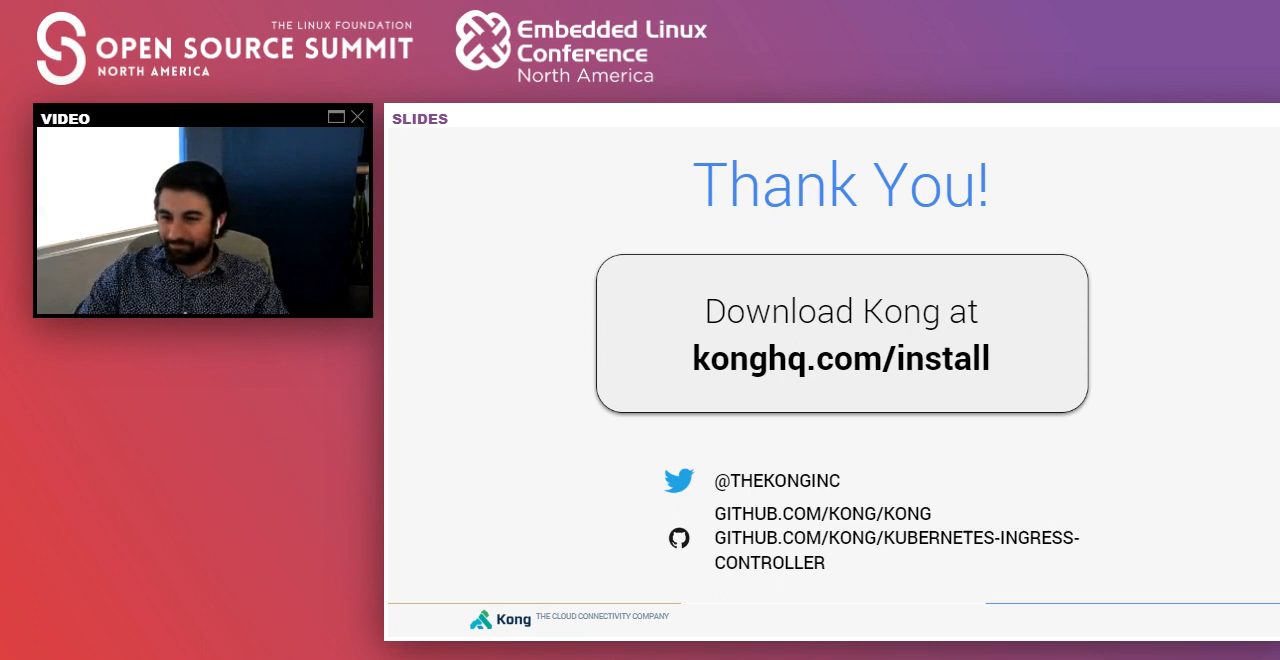 THE LINUX FOUNDATION
OPEN SOURCE SUMMIT
NORTH AMERICA
Embedded Linux
Conference
North America
VIDEO
SLIDES
Thank You!
Download Kong at
konghq.com/install
@THEKONGINC
GITHUB.COM/KONG/KONG
GITHUB.COM/KONG/KUBERNETES-INGRESS-
CONTROLLER
Kong THE CLOUD CONNECTIVITY COMPANY